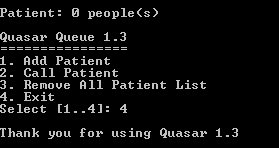 Patient: 0 people(s)
Quasar Queue 1.3
================
1. Add Patient
2. Call Patient
3. Remove All Patient List
4. Exit
Select [1..4]: 4
Thank you for using Quasar 1.3